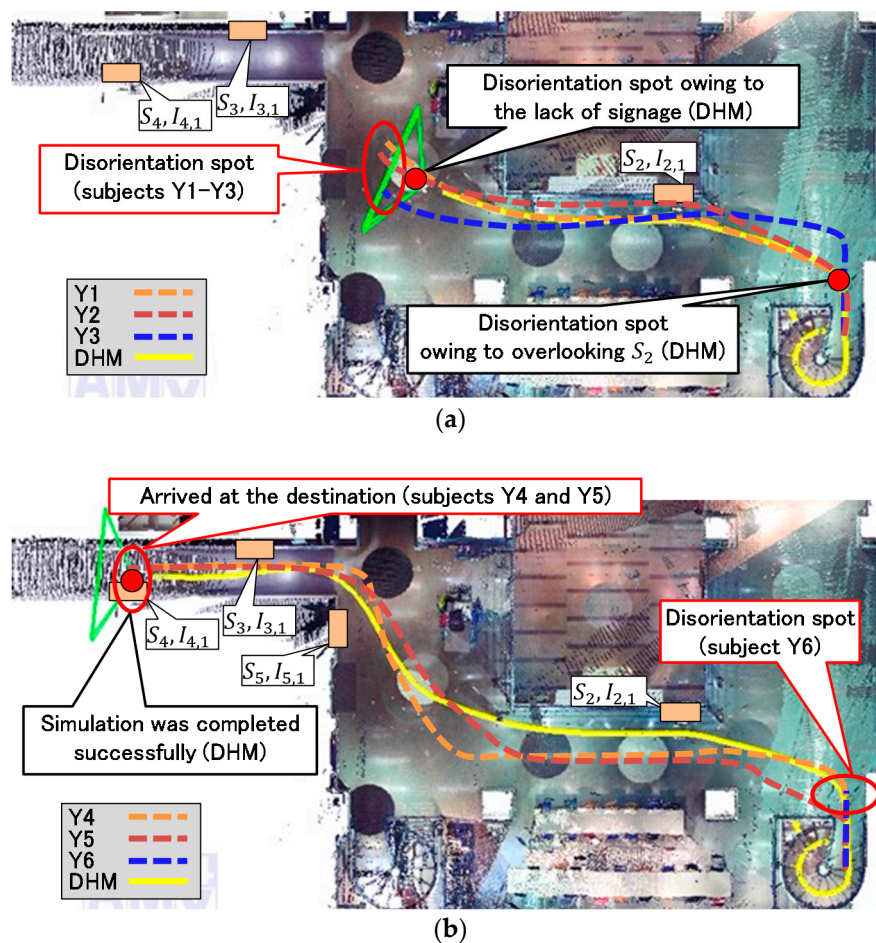 S₃, I₃,₁
S₄, I₄,₁
Disorientation spot owing to
the lack of signage (DHM)
Disorientation spot
(subjects Y1–Y3)
S₂, I₂,₁
Y1
Y2
Y3
DHM
Disorientation spot
owing to overlooking S₂ (DHM)
(a)
Arrived at the destination (subjects Y4 and Y5)
S₃, I₃,₁
S₄, I₄,₁
S₅, I₅,₁
Disorientation spot
(subject Y6)
S₂, I₂,₁
Simulation was completed
successfully (DHM)
Y4
Y5
Y6
DHM
(b)